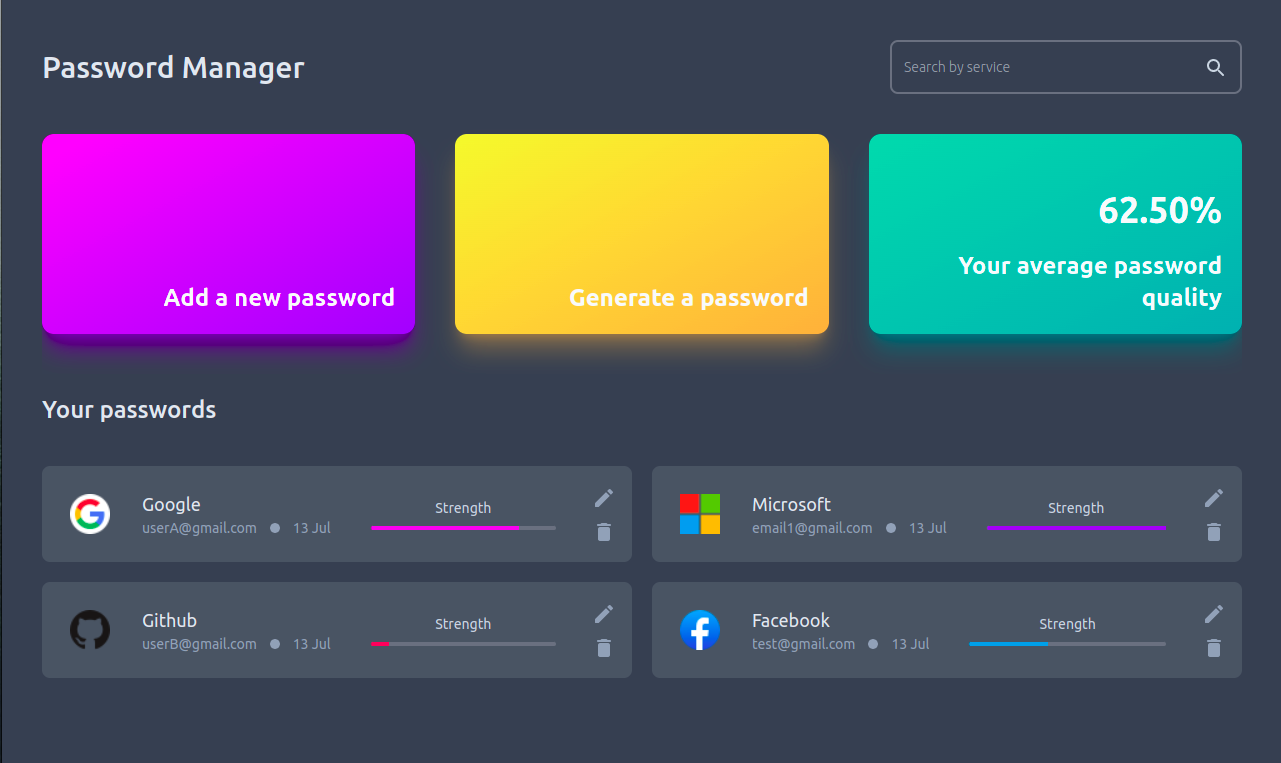 Password Manager
Search by service
Add a new password
Generate a password
62.50%
Your average password
quality
Your passwords
Google
userA@gmail.com 13 Jul
Strength
Microsoft
email1@gmail.com 13 Jul
Strength
Github
userB@gmail.com 13 Jul
Strength
Facebook
test@gmail.com 13 Jul
Strength